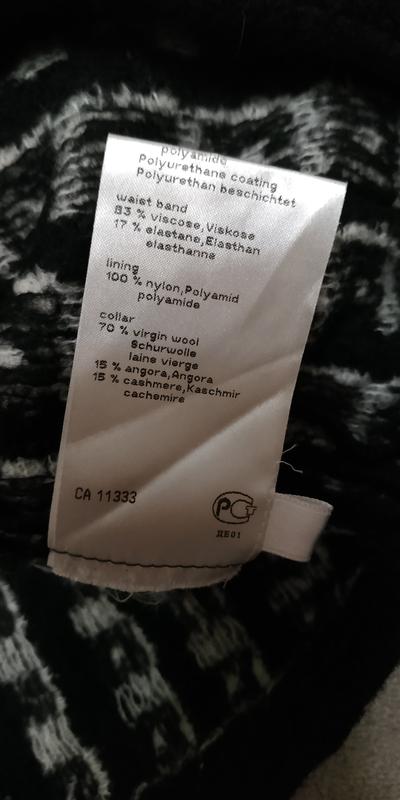 polyamide
Polyurethane coating
Polyurethan beschichtet
waist band
83 % viscose,Viskose
17 % elastane,Elasthan
elasthanne
lining
100 % nylon,Polyamid
polyamide
collar
70 % virgin wool
Schurwolle
laine vierge
15 % angora,Angora
15 % cashmere,Kaschmir
cachemire
CA 11333
РСТ
ДЕ01